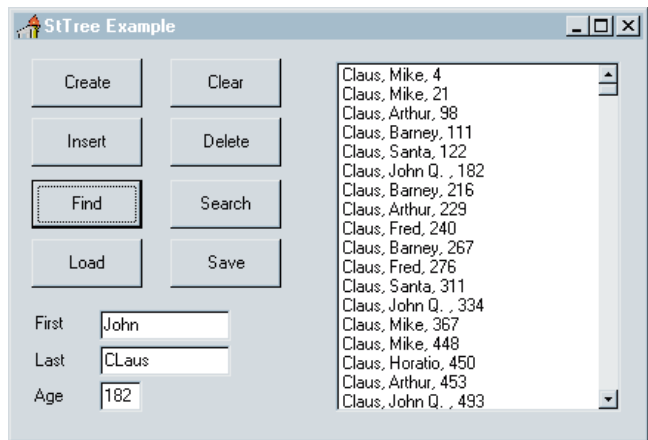 StTree Example
Create
Clear
Insert
Delete
Find
Search
Load
Save
First
John
Last
CLaus
Age
182
Claus, Mike, 4
Claus, Mike, 21
Claus, Arthur, 98
Claus, Barney, 111
Claus, Santa, 122
Claus, John Q. , 182
Claus, Barney, 216
Claus, Arthur, 229
Claus, Fred, 240
Claus, Barney, 267
Claus, Fred, 276
Claus, Santa, 311
Claus, John Q. , 334
Claus, Mike, 367
Claus, Mike, 448
Claus, Horatio, 450
Claus, Arthur, 453
Claus, John Q. , 493